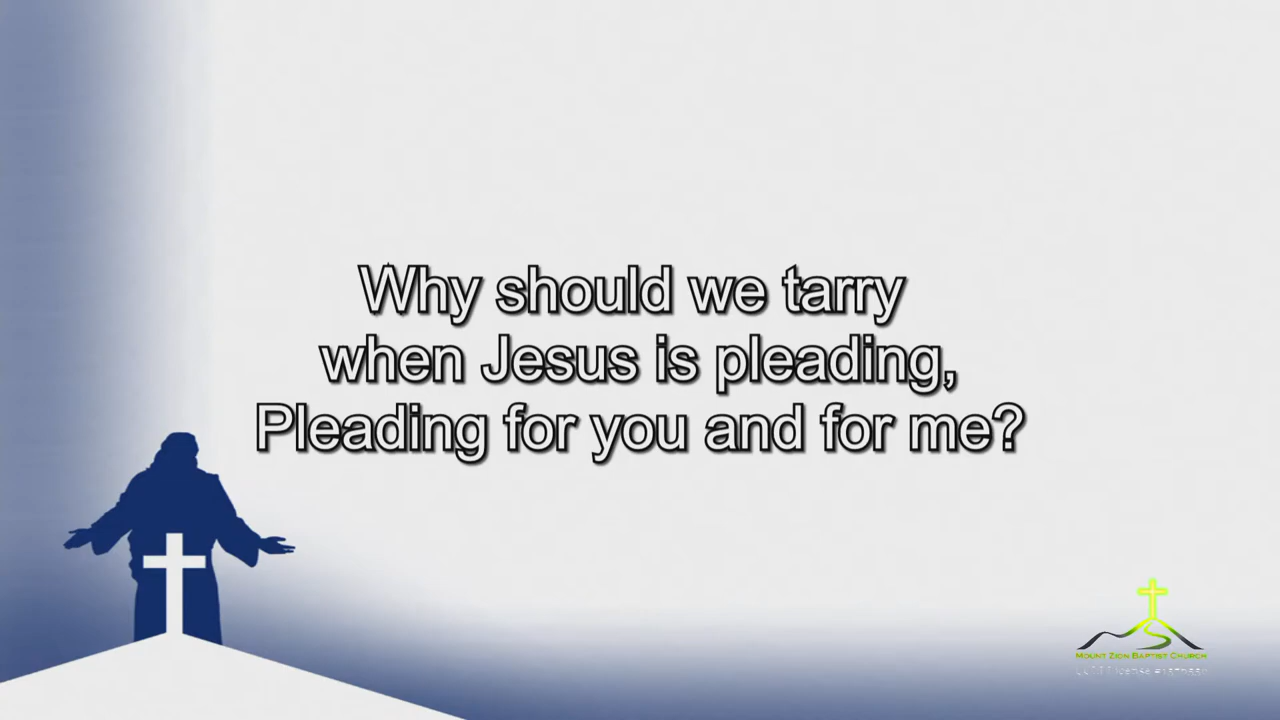 Why should we tarry
when Jesus is pleading,
Pleading for you and for me?
MOUNT ZION BAPTIST CHURCH